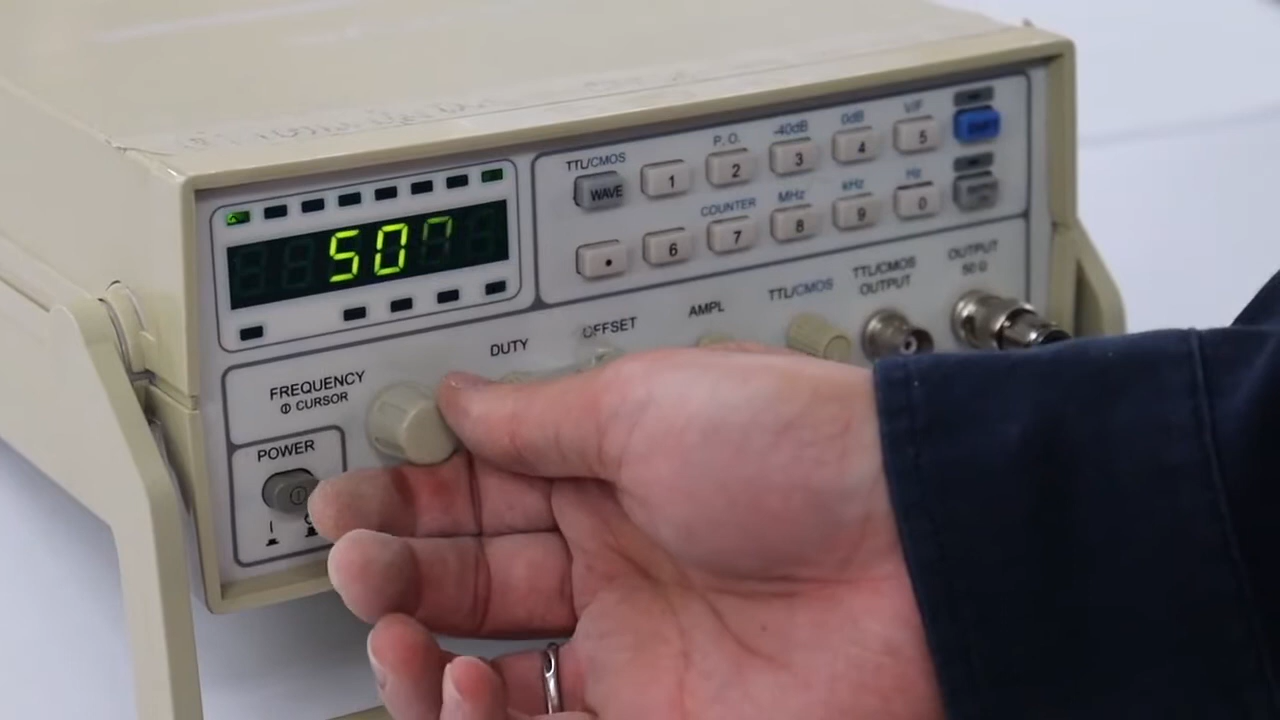 TTL/CMOS
P. O.
-40dB
0dB
V/F
WAVE
1
2
3
4
5
SHIFT
COUNTER
MHz
kHz
Hz
•
6
7
8
9
0
50
FREQUENCY
CURSOR
DUTY
OFFSET
AMPL
TTL/CMOS
TTL/CMOS
OUTPUT
OUTPUT
50 Ω
POWER